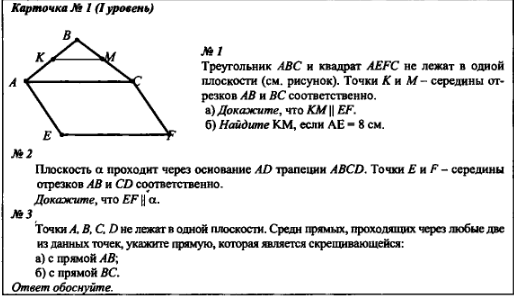 Карточка № 1 (I уровень)
B
K
M
A
C
E
F
№ 1
Треугольник ABC и квадрат AEFC не лежат в одной
плоскости (см. рисунок). Точки K и M – середины от-
резков AB и BC соответственно.
а) Докажите, что KM || EF.
б) Найдите KM, если AE = 8 см.
№ 2
Плоскость α проходит через основание AD трапеции ABCD. Точки E и F – середины
отрезков AB и CD соответственно.
Докажите, что EF || α.
№ 3
Точки A, B, C, D не лежат в одной плоскости. Среди прямых, проходящих через любые две
из данных точек, укажите прямую, которая является скрещивающейся:
а) с прямой AB;
б) с прямой BC.
Ответ обоснуйте.